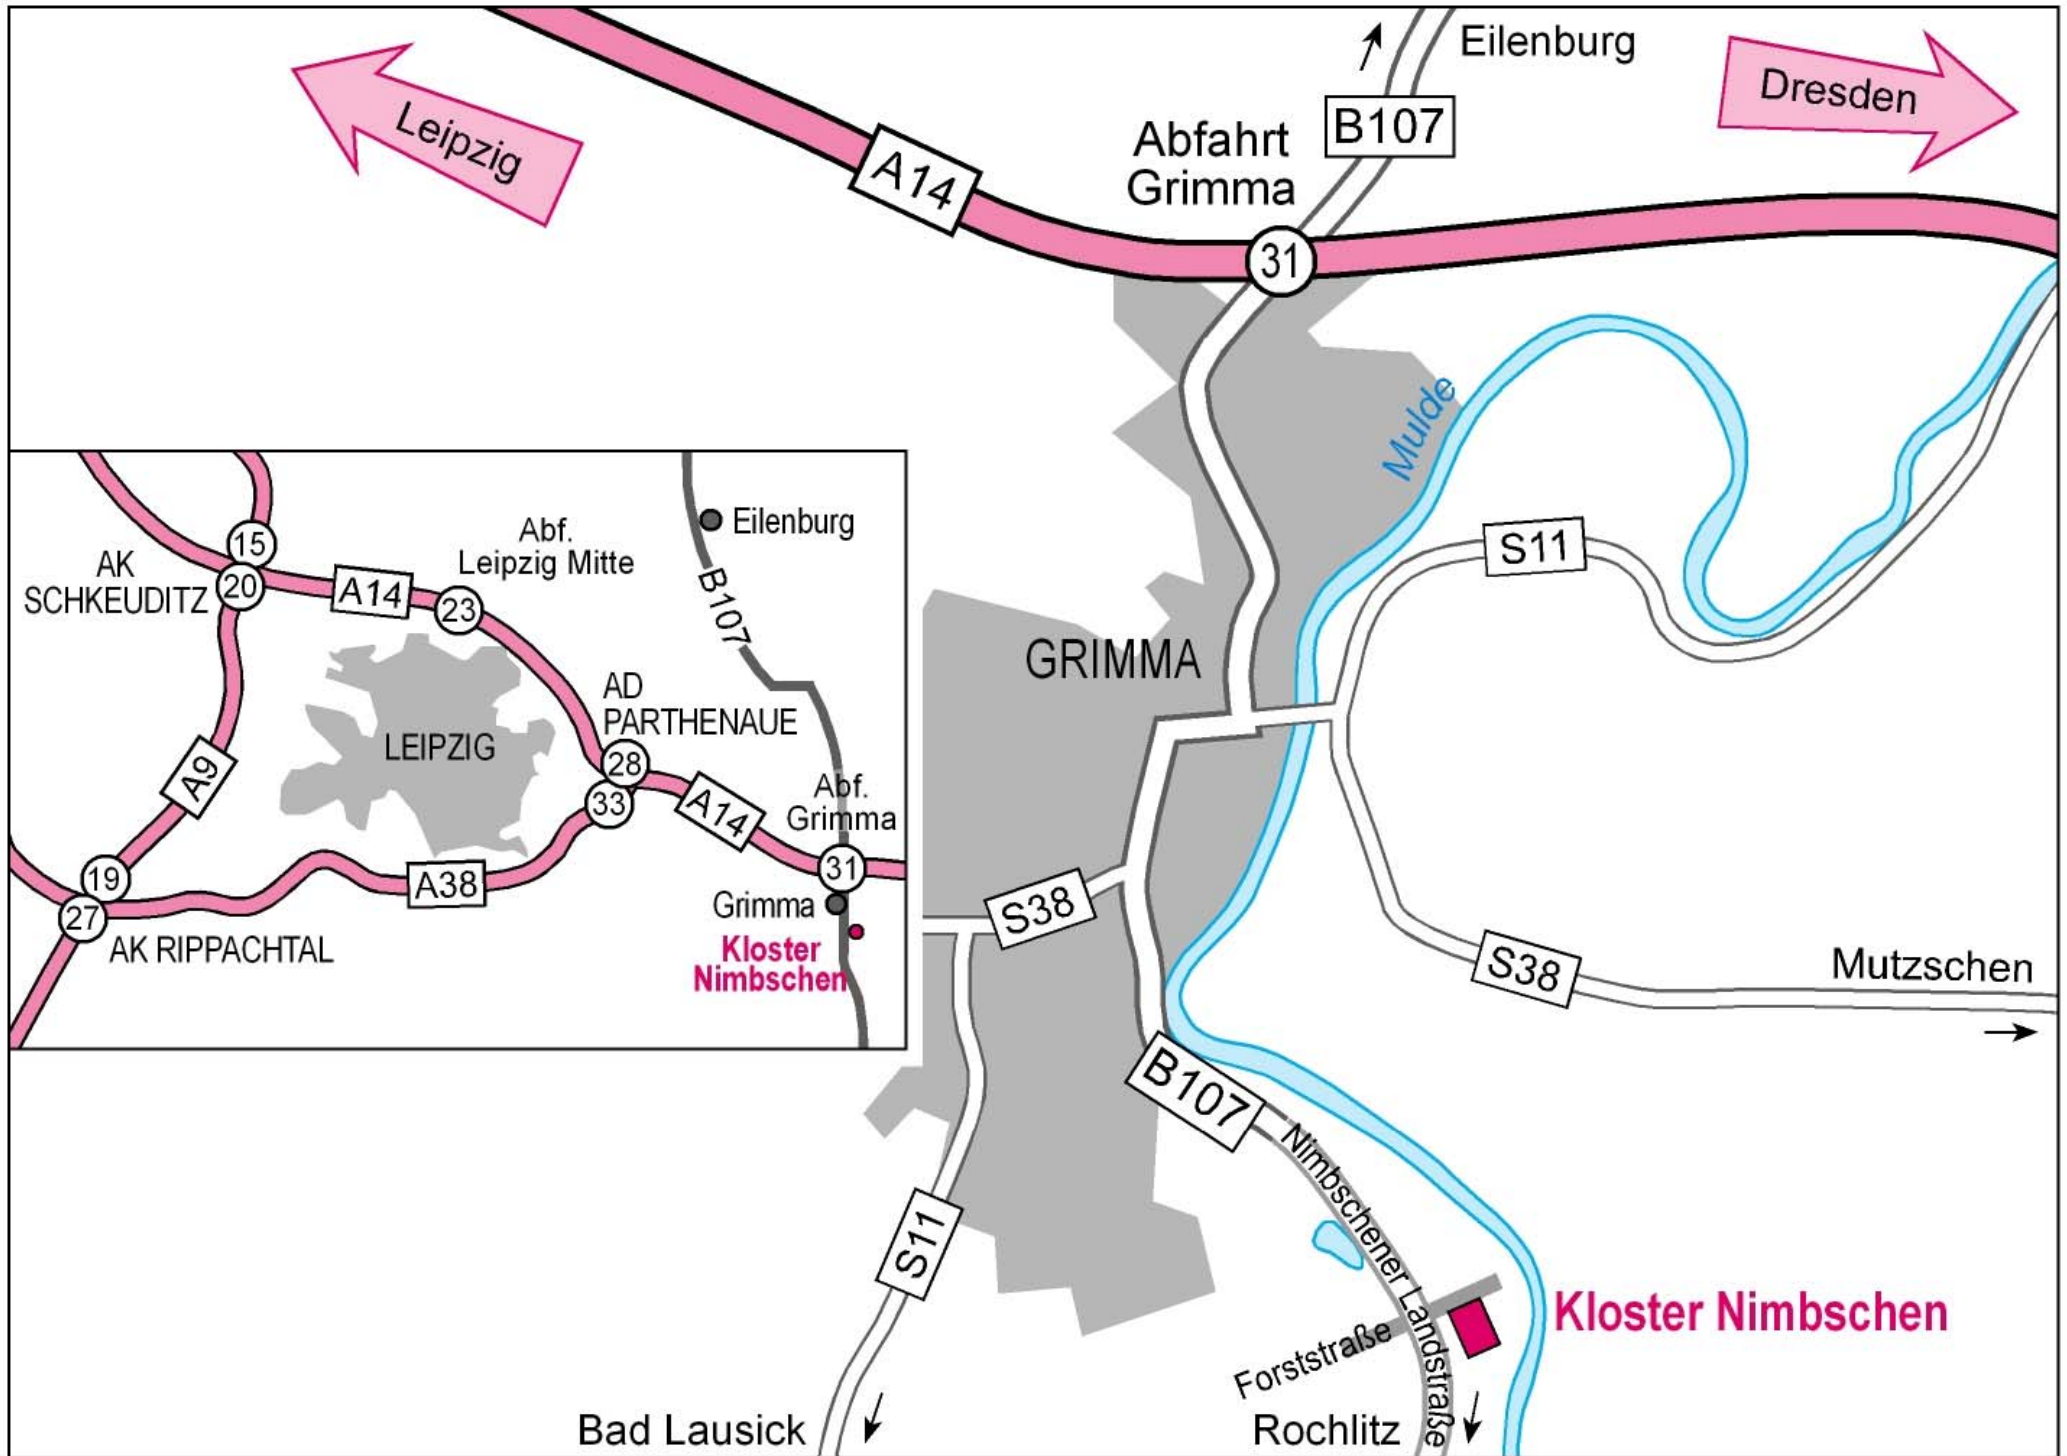 Eilenburg
Dresden
Leipzig
B107
Abfahrt
Grimma
A14
31
Mulde
S11
GRIMMA
S38
S38
Mutzschen
B107
Nimbschener Landstraße
S11
Kloster Nimbschen
Forststraße
Bad Lausick
Rochlitz
15
Eilenburg
Abf.
Leipzig Mitte
AK
SCHKEUDITZ
20
A14
23
B107
AD
PARTHENAUE
LEIPZIG
28
A9
33
A14
Abf.
Grimma
31
19
A38
27
Grimma
AK RIPPACHTAL
Kloster
Nimbschen